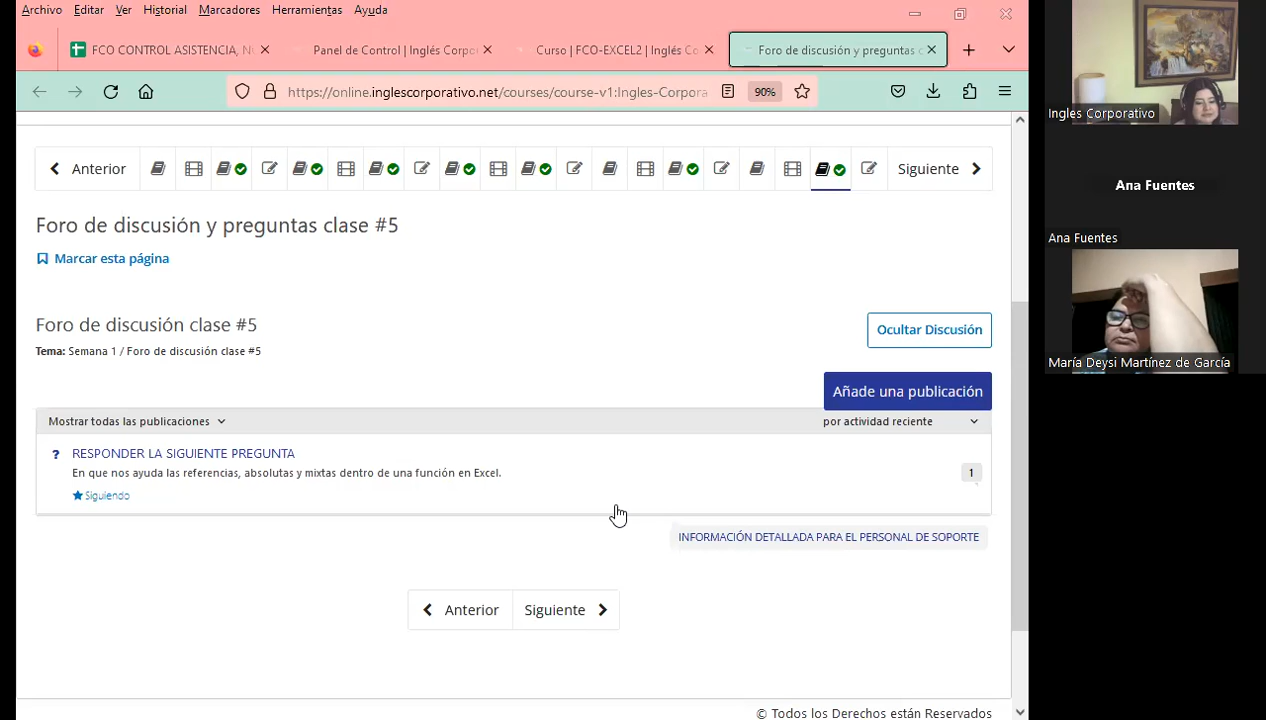 Archivo Editar Ver Historial Marcadores Herramientas Ayuda
FCO CONTROL ASISTENCIA, N
Panel de Control | Inglés Corpo
Curso | FCO-EXCEL2 | Inglés Co
Foro de discusión y preguntas c
https://online.inglescorporativo.net/courses/course-v1:Ingles-Corpora
90%
Anterior
Siguiente
Foro de discusión y preguntas clase #5
Marcar esta página
Foro de discusión clase #5
Ocultar Discusión
Tema: Semana 1 / Foro de discusión clase #5
Añade una publicación
Mostrar todas las publicaciones
por actividad reciente
? RESPONDER LA SIGUIENTE PREGUNTA
En que nos ayuda las referencias, absolutas y mixtas dentro de una función en Excel.
1
Siguiendo
INFORMACIÓN DETALLADA PARA EL PERSONAL DE SOPORTE
Anterior
Siguiente
© Todos los Derechos están Reservados
Ingles Corporativo
Ana Fuentes
Ana Fuentes
María Deysi Martínez de García